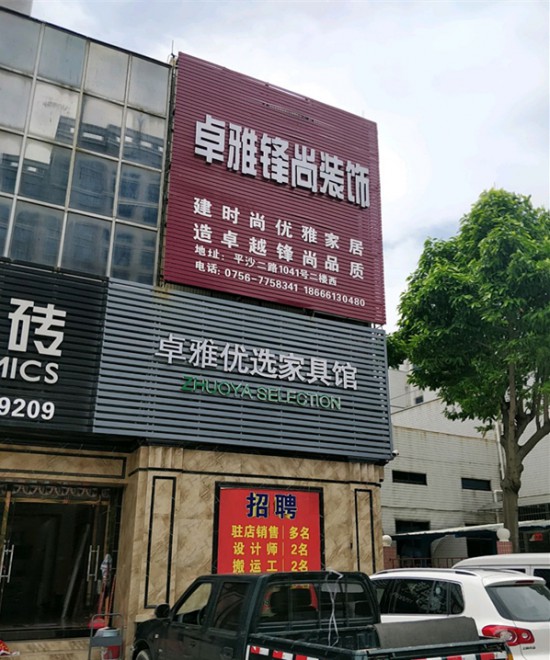 卓雅锋尚装饰
建时尚优雅家居
造卓越锋尚品质
地址：平沙二路1041号二楼西
电话：0756-7758341 18666130480
砖
MICS
9209
卓雅优选家具馆
ZHUOYA SELECTION
招聘
驻店销售 多名
设计师 2名
搬运工 2名